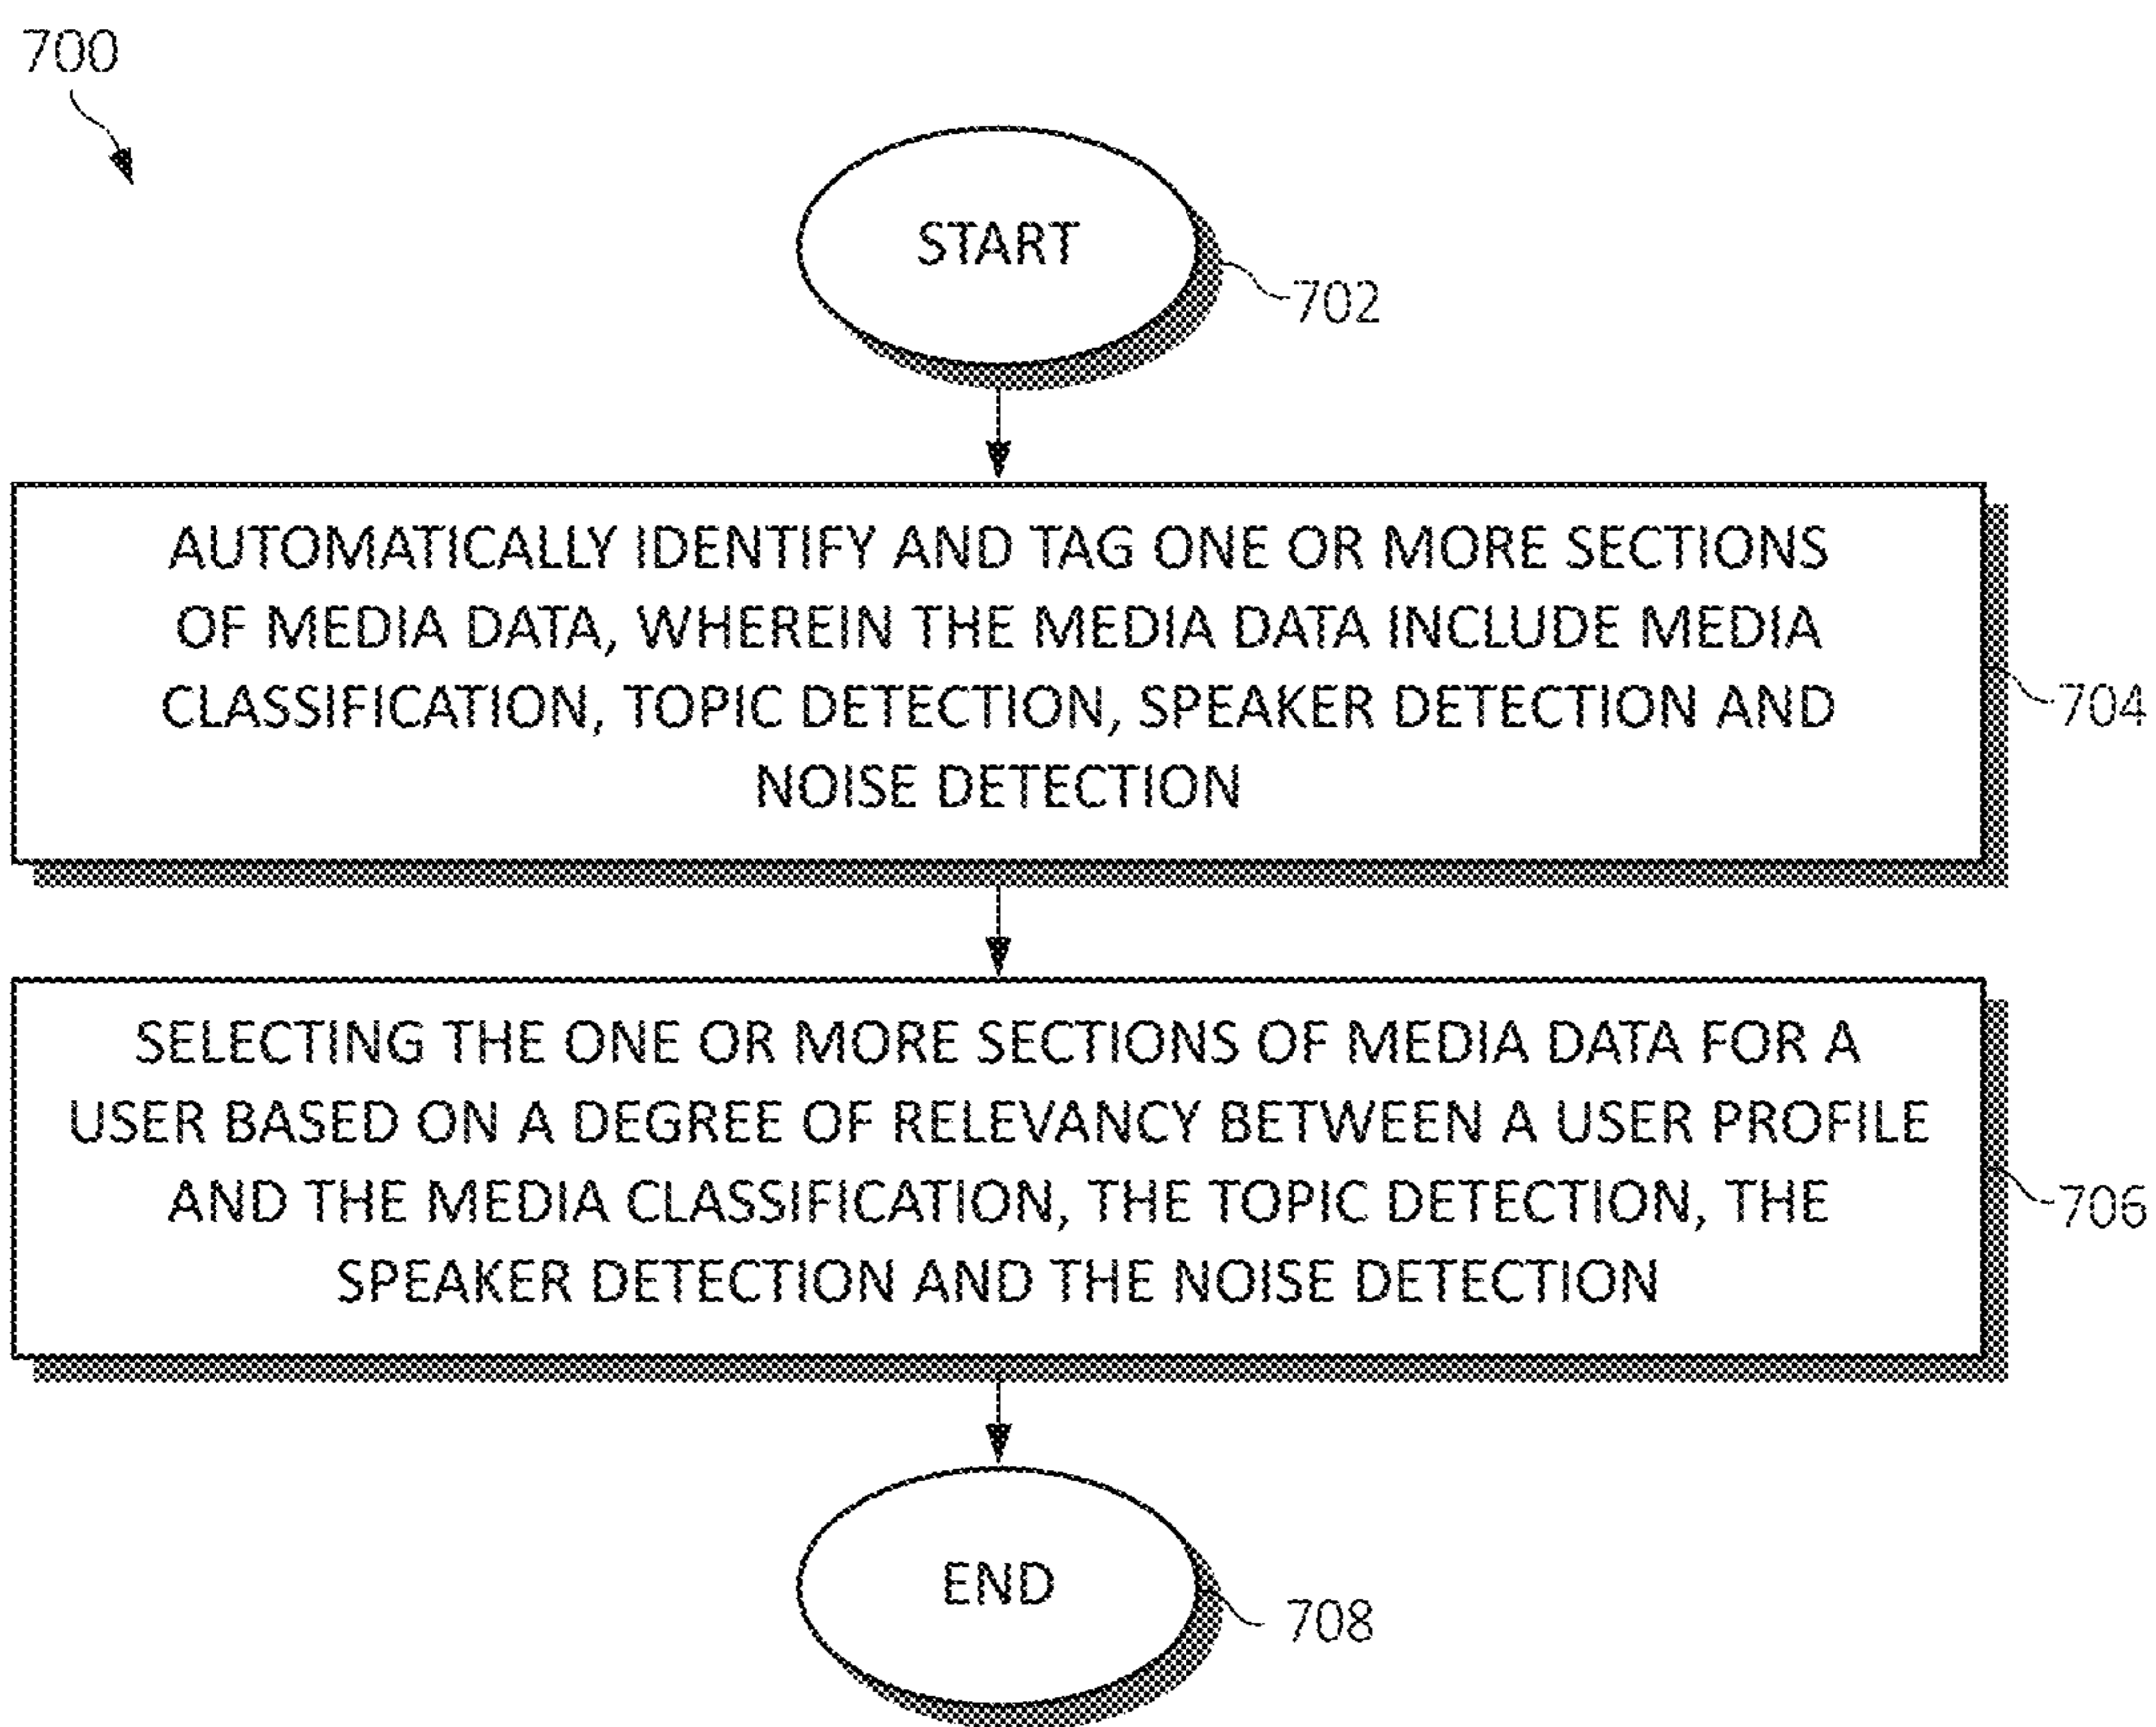 700
START
702
AUTOMATICALLY IDENTIFY AND TAG ONE OR MORE SECTIONS
OF MEDIA DATA, WHEREIN THE MEDIA DATA INCLUDE MEDIA
CLASSIFICATION, TOPIC DETECTION, SPEAKER DETECTION AND
NOISE DETECTION
704
SELECTING THE ONE OR MORE SECTIONS OF MEDIA DATA FOR A
USER BASED ON A DEGREE OF RELEVANCY BETWEEN A USER PROFILE
AND THE MEDIA CLASSIFICATION, THE TOPIC DETECTION, THE
SPEAKER DETECTION AND THE NOISE DETECTION
706
END
708